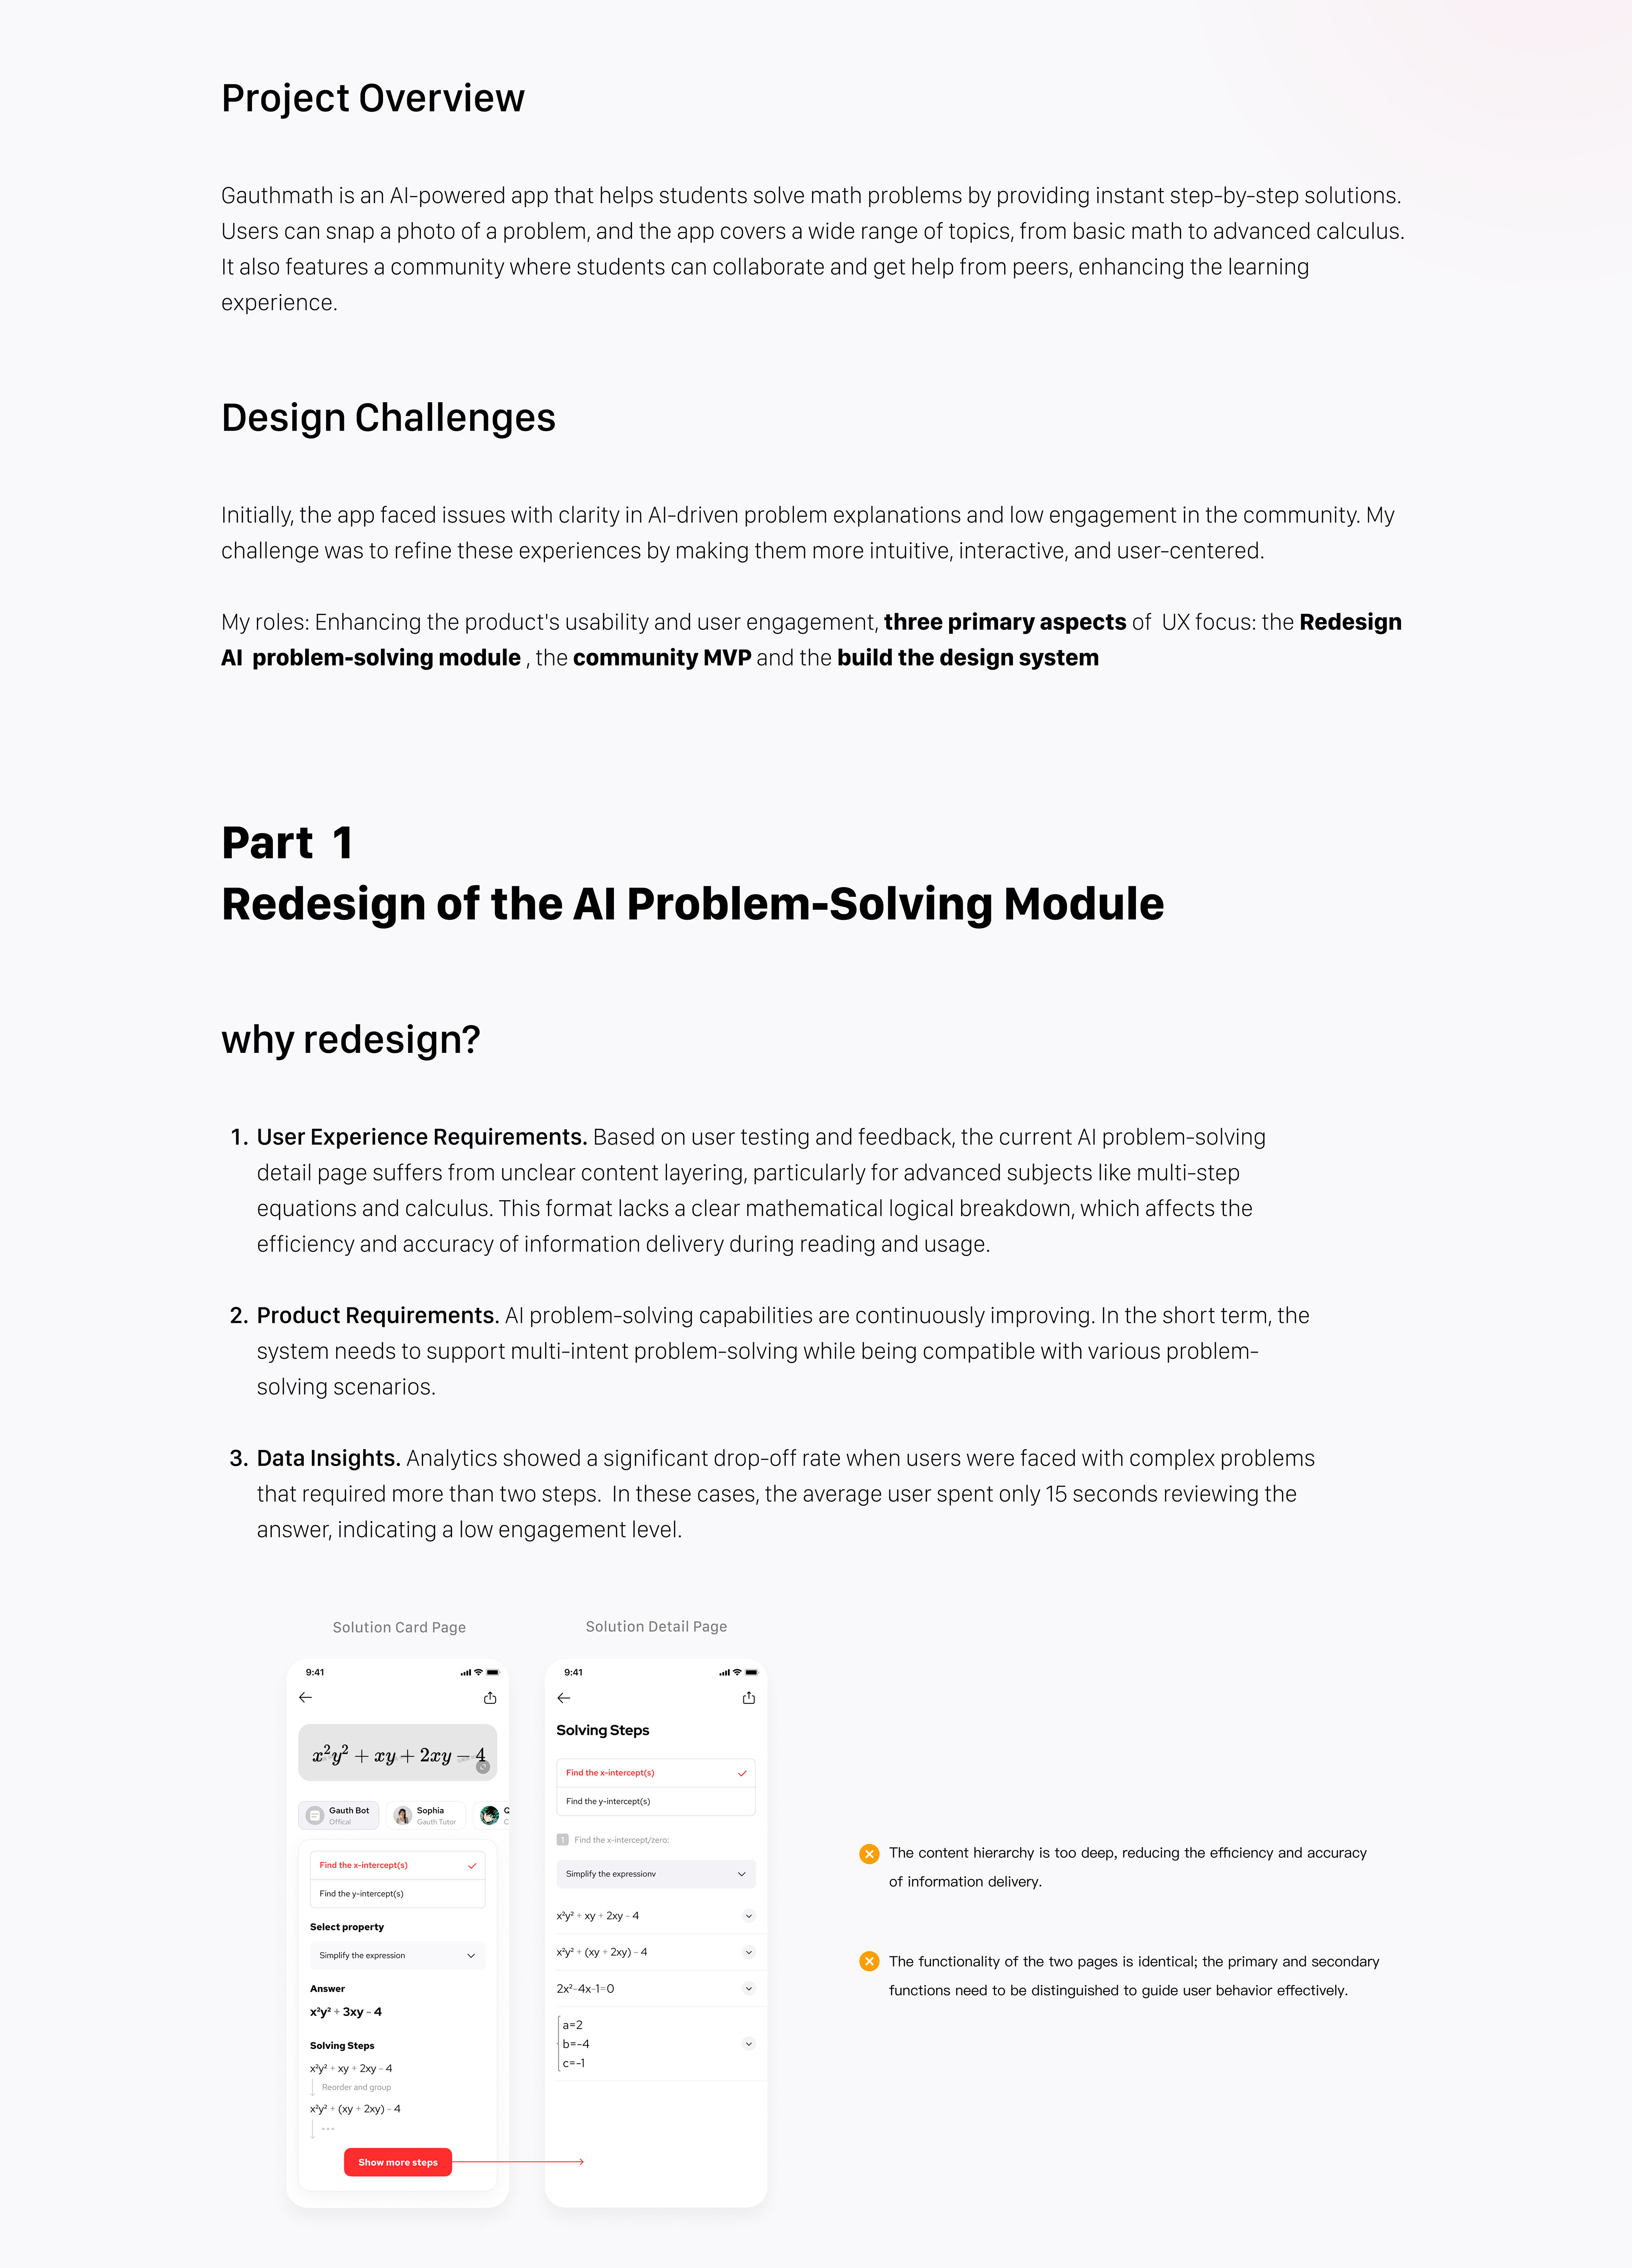 Project Overview
Gauthmath is an AI-powered app that helps students solve math problems by providing instant step-by-step solutions.
Users can snap a photo of a problem, and the app covers a wide range of topics, from basic math to advanced calculus.
It also features a community where students can collaborate and get help from peers, enhancing the learning
experience.
Design Challenges
Initially, the app faced issues with clarity in AI-driven problem explanations and low engagement in the community. My
challenge was to refine these experiences by making them more intuitive, interactive, and user-centered.
My roles: Enhancing the product's usability and user engagement, three primary aspects of  UX focus: the Redesign
AI  problem-solving module , the community MVP and the build the design system
Part  1
Redesign of the AI Problem-Solving Module
why redesign?
1. User Experience Requirements. Based on user testing and feedback, the current AI problem-solving
detail page suffers from unclear content layering, particularly for advanced subjects like multi-step
equations and calculus. This format lacks a clear mathematical logical breakdown, which affects the
efficiency and accuracy of information delivery during reading and usage.
2. Product Requirements. AI problem-solving capabilities are continuously improving. In the short term, the
system needs to support multi-intent problem-solving while being compatible with various problem-
solving scenarios.
3. Data Insights. Analytics showed a significant drop-off rate when users were faced with complex problems
that required more than two steps.  In these cases, the average user spent only 15 seconds reviewing the
answer, indicating a low engagement level.
Solution Card Page
9:41
x²y² + xy + 2xy − 4
Gauth Bot
Offical
Sophia
Gauth Tutor
Find the x-intercept(s)
Find the y-intercept(s)
Select property
Simplify the expression
Answer
x²y² + 3xy - 4
Solving Steps
x²y² + xy + 2xy - 4
Reorder and group
x²y² + (xy + 2xy) - 4
Show more steps
Solution Detail Page
9:41
Solving Steps
Find the x-intercept(s)
Find the y-intercept(s)
1 Find the x-intercept/zero:
Simplify the expressionv
x²y² + xy + 2xy - 4
x²y² + (xy + 2xy) - 4
2x²-4x-1=0
a=2
b=-4
c=-1
The content hierarchy is too deep, reducing the efficiency and accuracy
of information delivery.
The functionality of the two pages is identical; the primary and secondary
functions need to be distinguished to guide user behavior effectively.